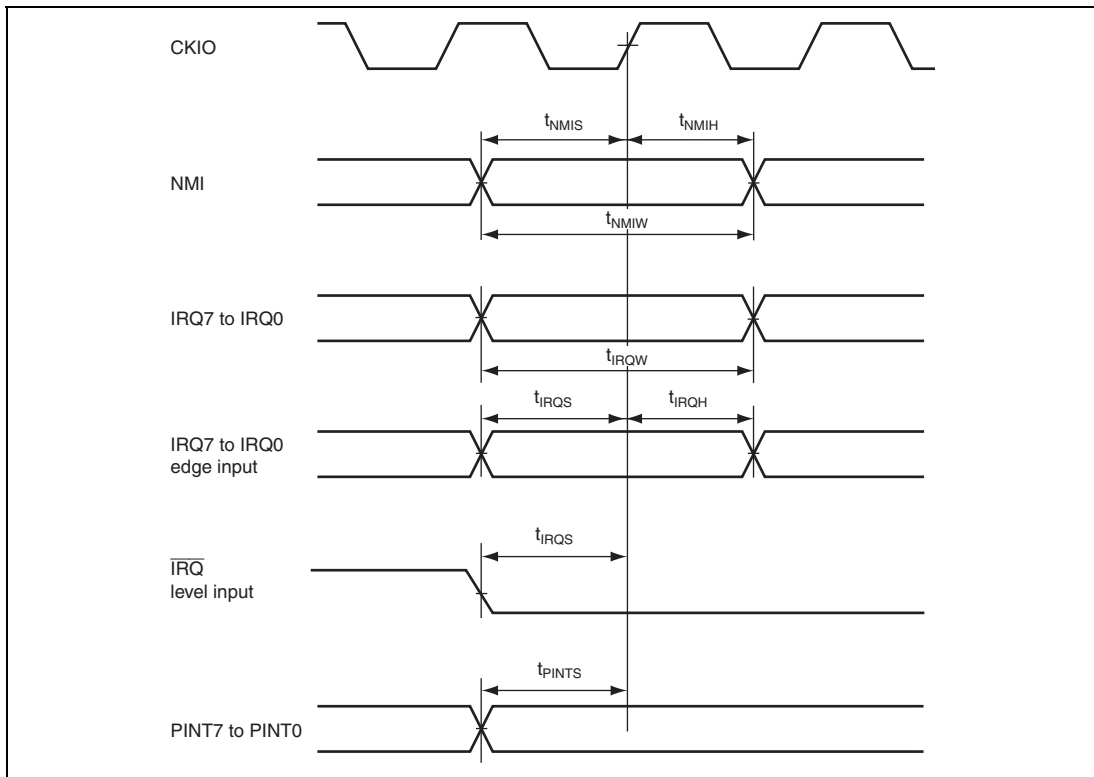 CKIO
tNMIS
tNMIH
NMI
tNMIW
IRQ7 to IRQ0
tIRQW
tIRQS
tIRQH
IRQ7 to IRQ0
edge input
tIRQS
I̅R̅Q̅
level input
tPINTS
PINT7 to PINT0